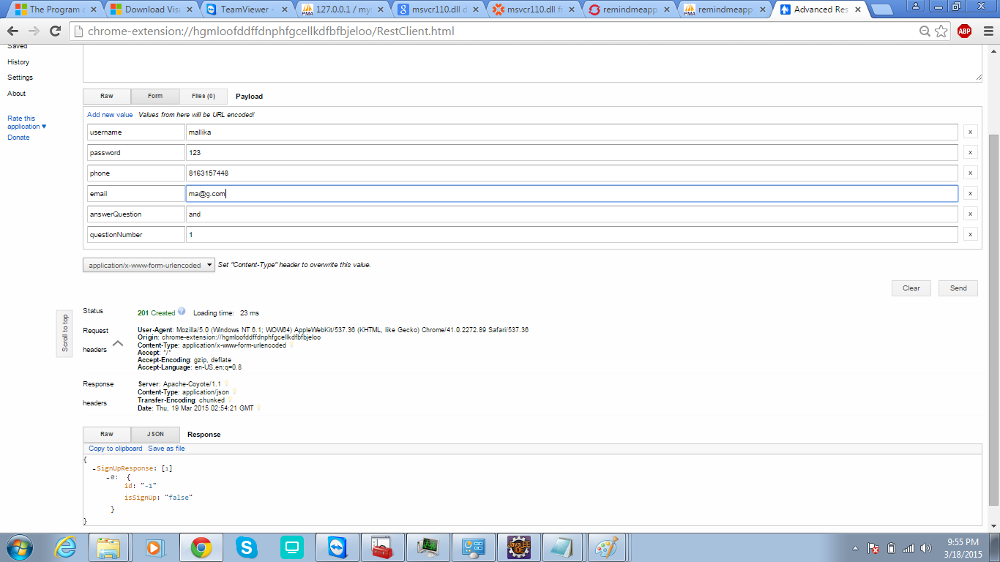 The Program c
Download Visu
TeamViewer -
127.0.0.1 / mys
msvcr110.dll d
msvcr110.dll fr
remindmeapp
remindmeapp
Advanced Res
chrome-extension://hgmloofddffdnphfgcellkdfbfbjeloo/RestClient.html
ABP
Saved
History
Settings
About
Rate this
application ♥
Donate
Raw Form Files (0) Payload
Add new value Values from here will be URL encoded!
username mallika x
password 123 x
phone 8163157448 x
email ma@g.com x
answerQuestion and x
questionNumber 1 x
application/x-www-form-urlencoded Set "Content-Type" header to overwrite this value.
Clear Send
Scroll to top
Status 201 Created Loading time: 23 ms
Request headers
User-Agent: Mozilla/5.0 (Windows NT 6.1; WOW64) AppleWebKit/537.36 (KHTML, like Gecko) Chrome/41.0.2272.89 Safari/537.36
Origin: chrome-extension://hgmloofddffdnphfgcellkdfbfbjeloo
Content-Type: application/x-www-form-urlencoded
Accept: */*
Accept-Encoding: gzip, deflate
Accept-Language: en-US,en;q=0.8
Response headers
Server: Apache-Coyote/1.1
Content-Type: application/json
Transfer-Encoding: chunked
Date: Thu, 19 Mar 2015 02:54:21 GMT
Raw JSON Response
Copy to clipboard Save as file
{
-SignUpResponse: [1]
-0: {
id: "-1"
isSignUp: "false"
}
}
Java EE
IDE
9:55 PM
3/18/2015